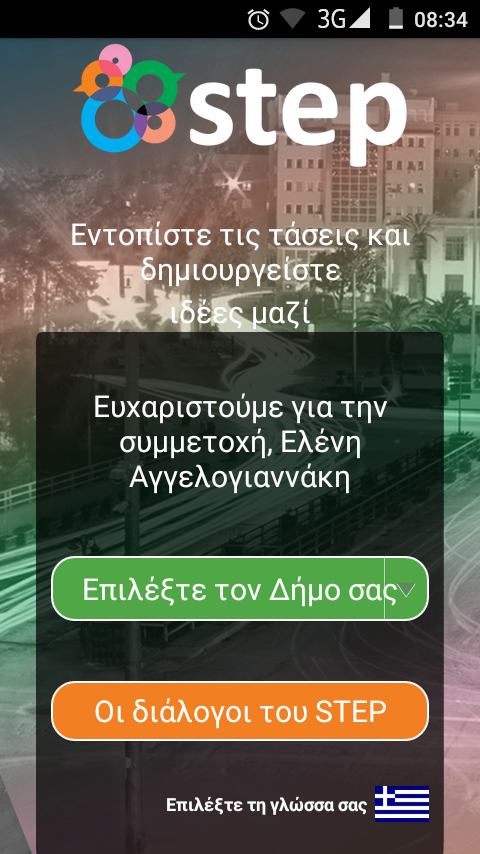 3G 08:34
step
Εντοπίστε τις τάσεις και
δημιουργείστε
ιδέες μαζί
Ευχαριστούμε για την
συμμετοχή, Ελένη
Αγγελογιαννάκη
Επιλέξτε τον Δήμο σας
Οι διάλογοι του STEP
Επιλέξτε τη γλώσσα σας